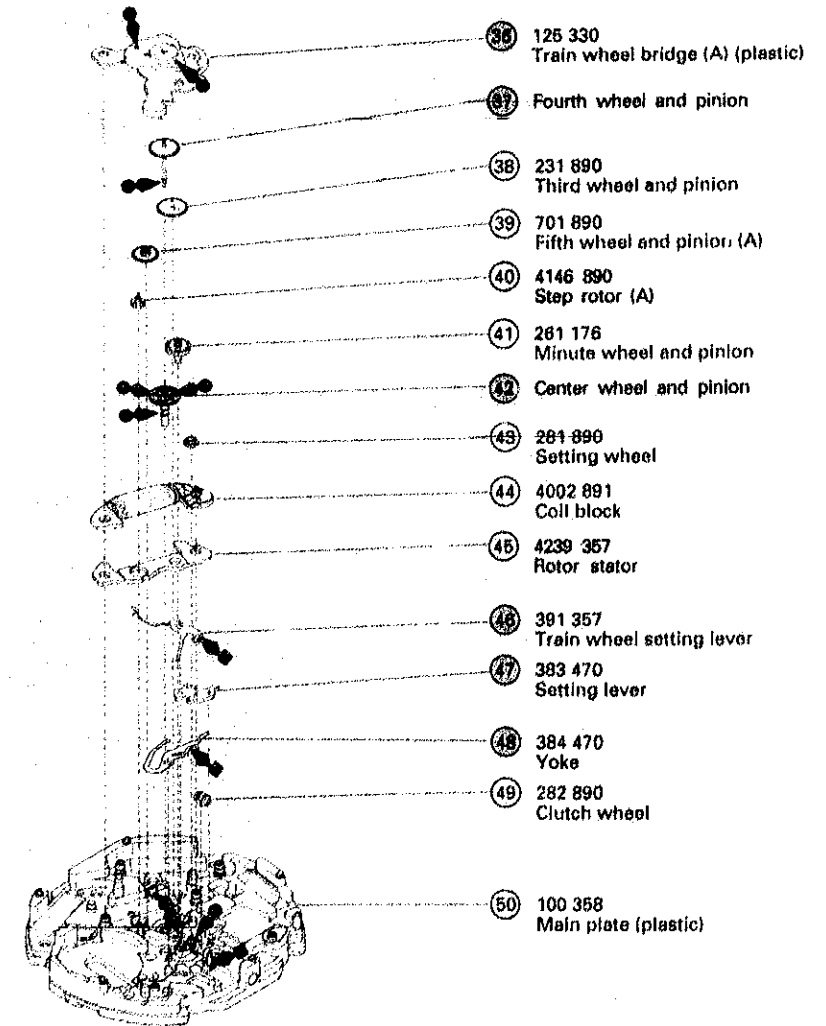 36 125 330
Train wheel bridge (A) (plastic)
37 Fourth wheel and pinion
38 231 890
Third wheel and pinion
39 701 890
Fifth wheel and pinion (A)
40 4146 890
Step rotor (A)
41 261 176
Minute wheel and pinion
42 Center wheel and pinion
43 281 890
Setting wheel
44 4002 891
Coil block
45 4239 357
Rotor stator
46 391 357
Train wheel setting lever
47 383 470
Setting lever
48 384 470
Yoke
49 282 890
Clutch wheel
50 100 358
Main plate (plastic)